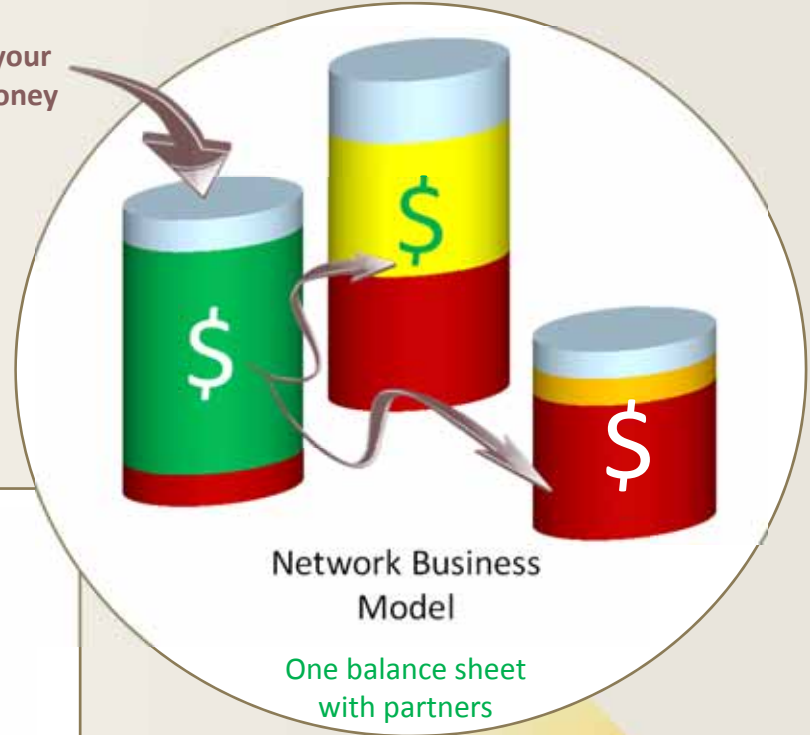 your
oney
$
$
$
Network Business
Model
One balance sheet
with partners